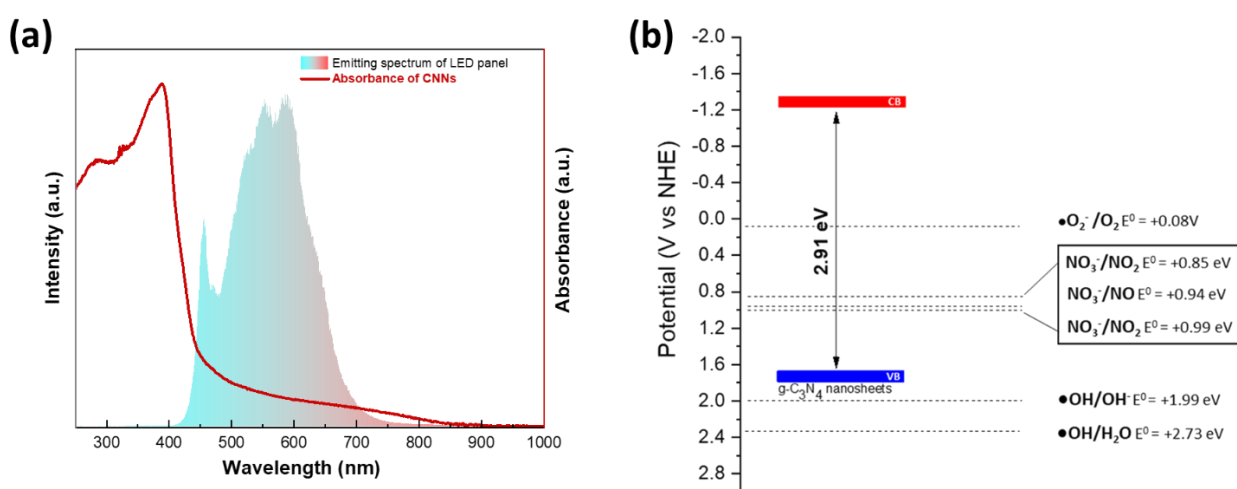 (a)
Emitting spectrum of LED panel
Absorbance of CNNs
Intensity (a.u.)
Absorbance (a.u.)
300 400 500 600 700 800 900 1000
Wavelength (nm)
(b)
Potential (V vs NHE)
-2.0
-1.6
-1.2
-0.8
-0.4
0.0
0.4
0.8
1.2
1.6
2.0
2.4
2.8
CB
2.91 eV
VB
g-C₃N₄ nanosheets
●O₂⁻/O₂ E⁰ = +0.08V
NO₃⁻/NO₂ E⁰ = +0.85 eV
NO₃⁻/NO E⁰ = +0.94 eV
NO₃⁻/NO₂ E⁰ = +0.99 eV
●OH/OH⁻ E⁰ = +1.99 eV
●OH/H₂O E⁰ = +2.73 eV